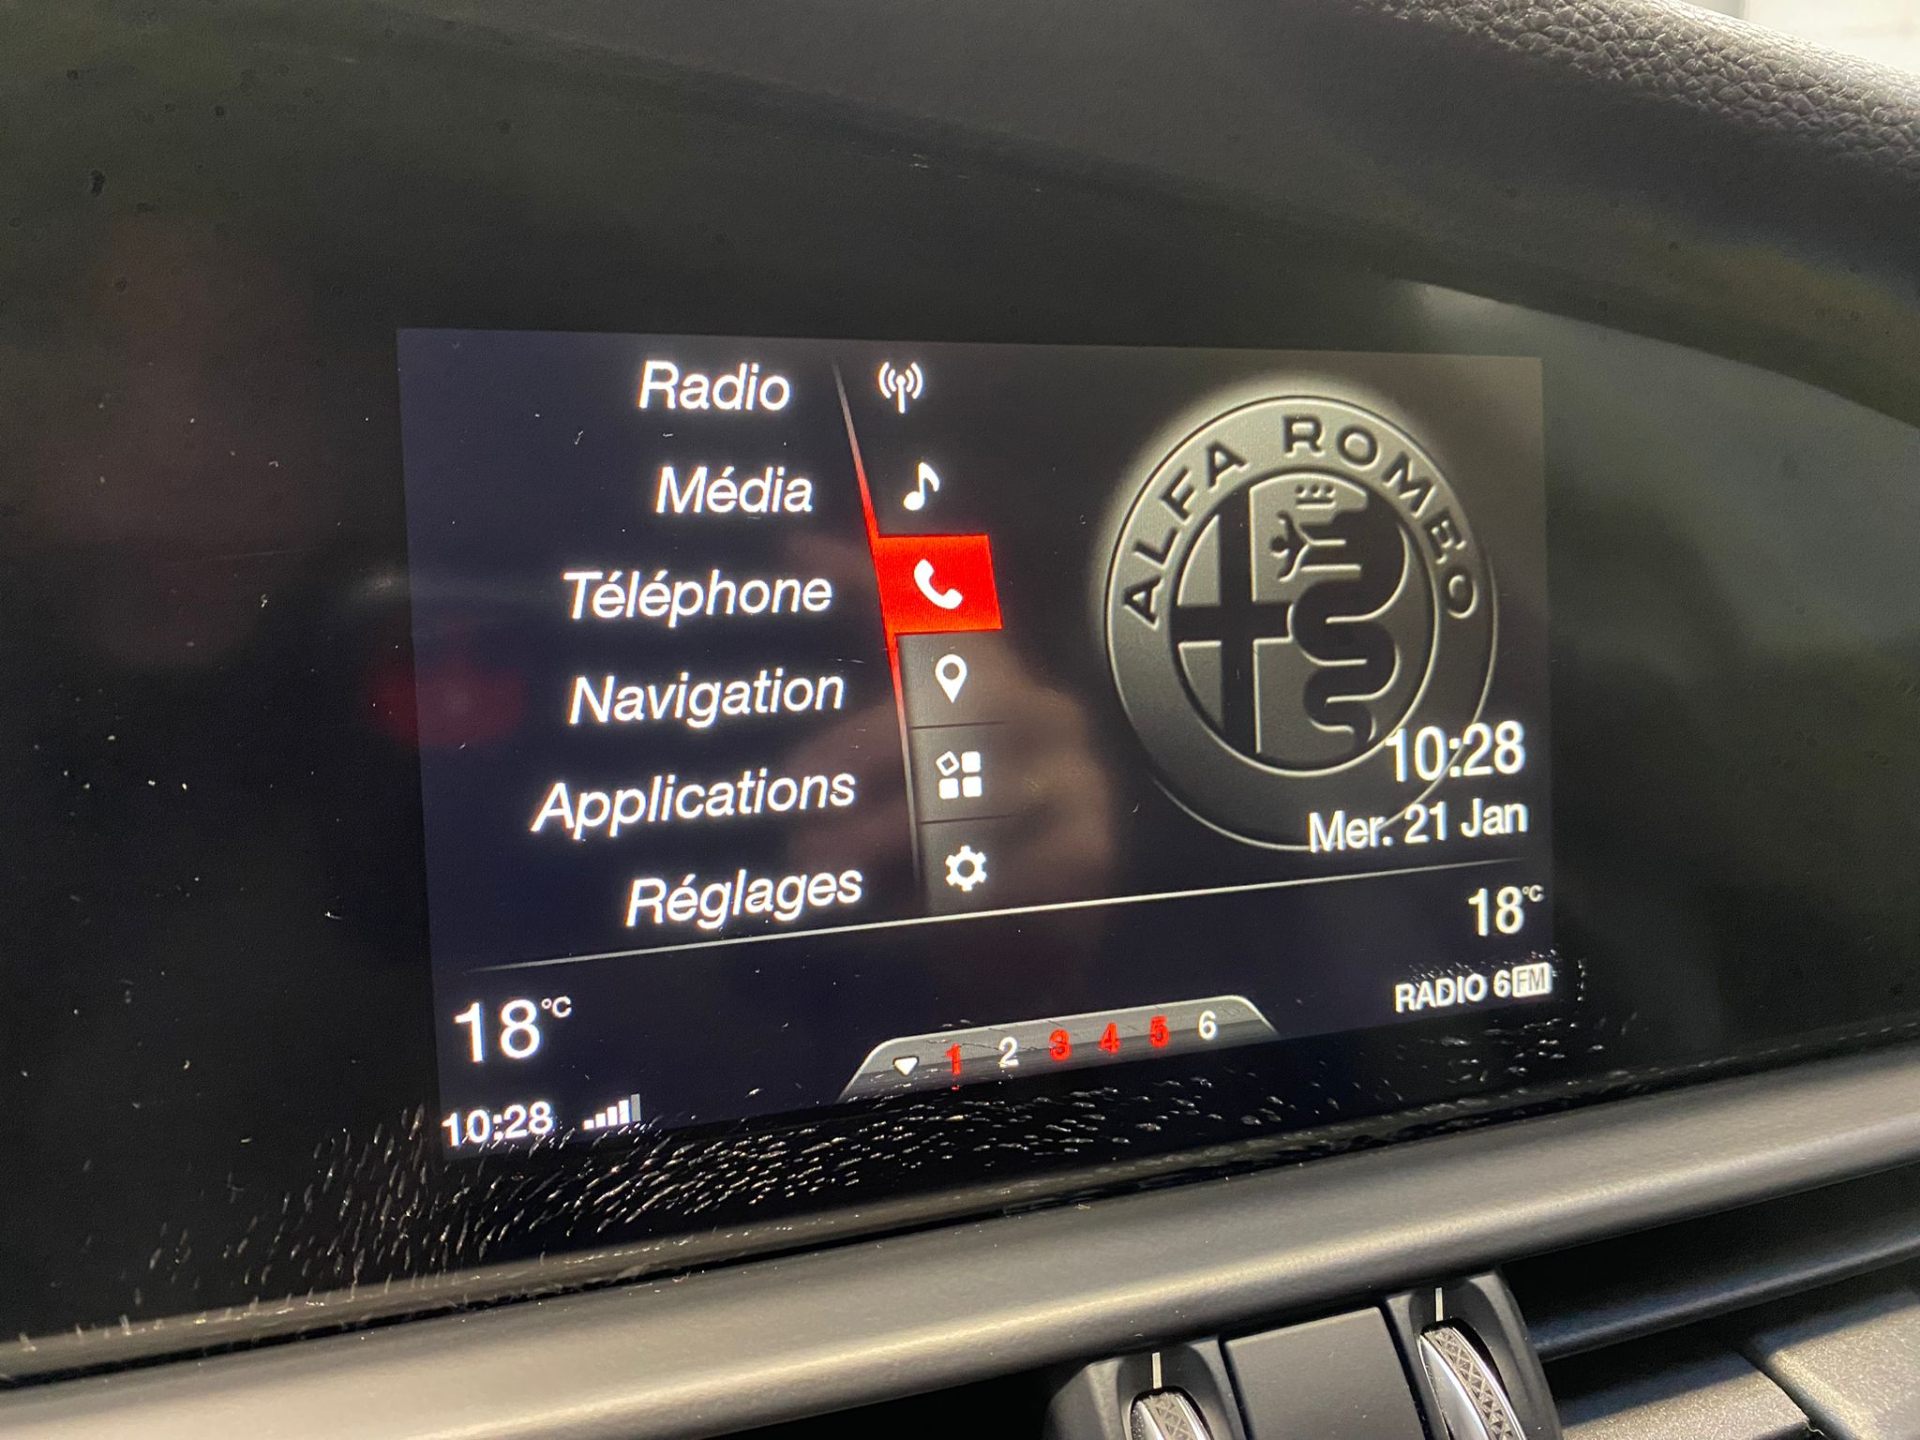 Radio
Média
Téléphone
Navigation
Applications
Réglages
ALFA ROMEO
10:28
Mer. 21 Jan
18°C
18°C
RADIO 6 FM
1 2 3 4 5 6
10:28